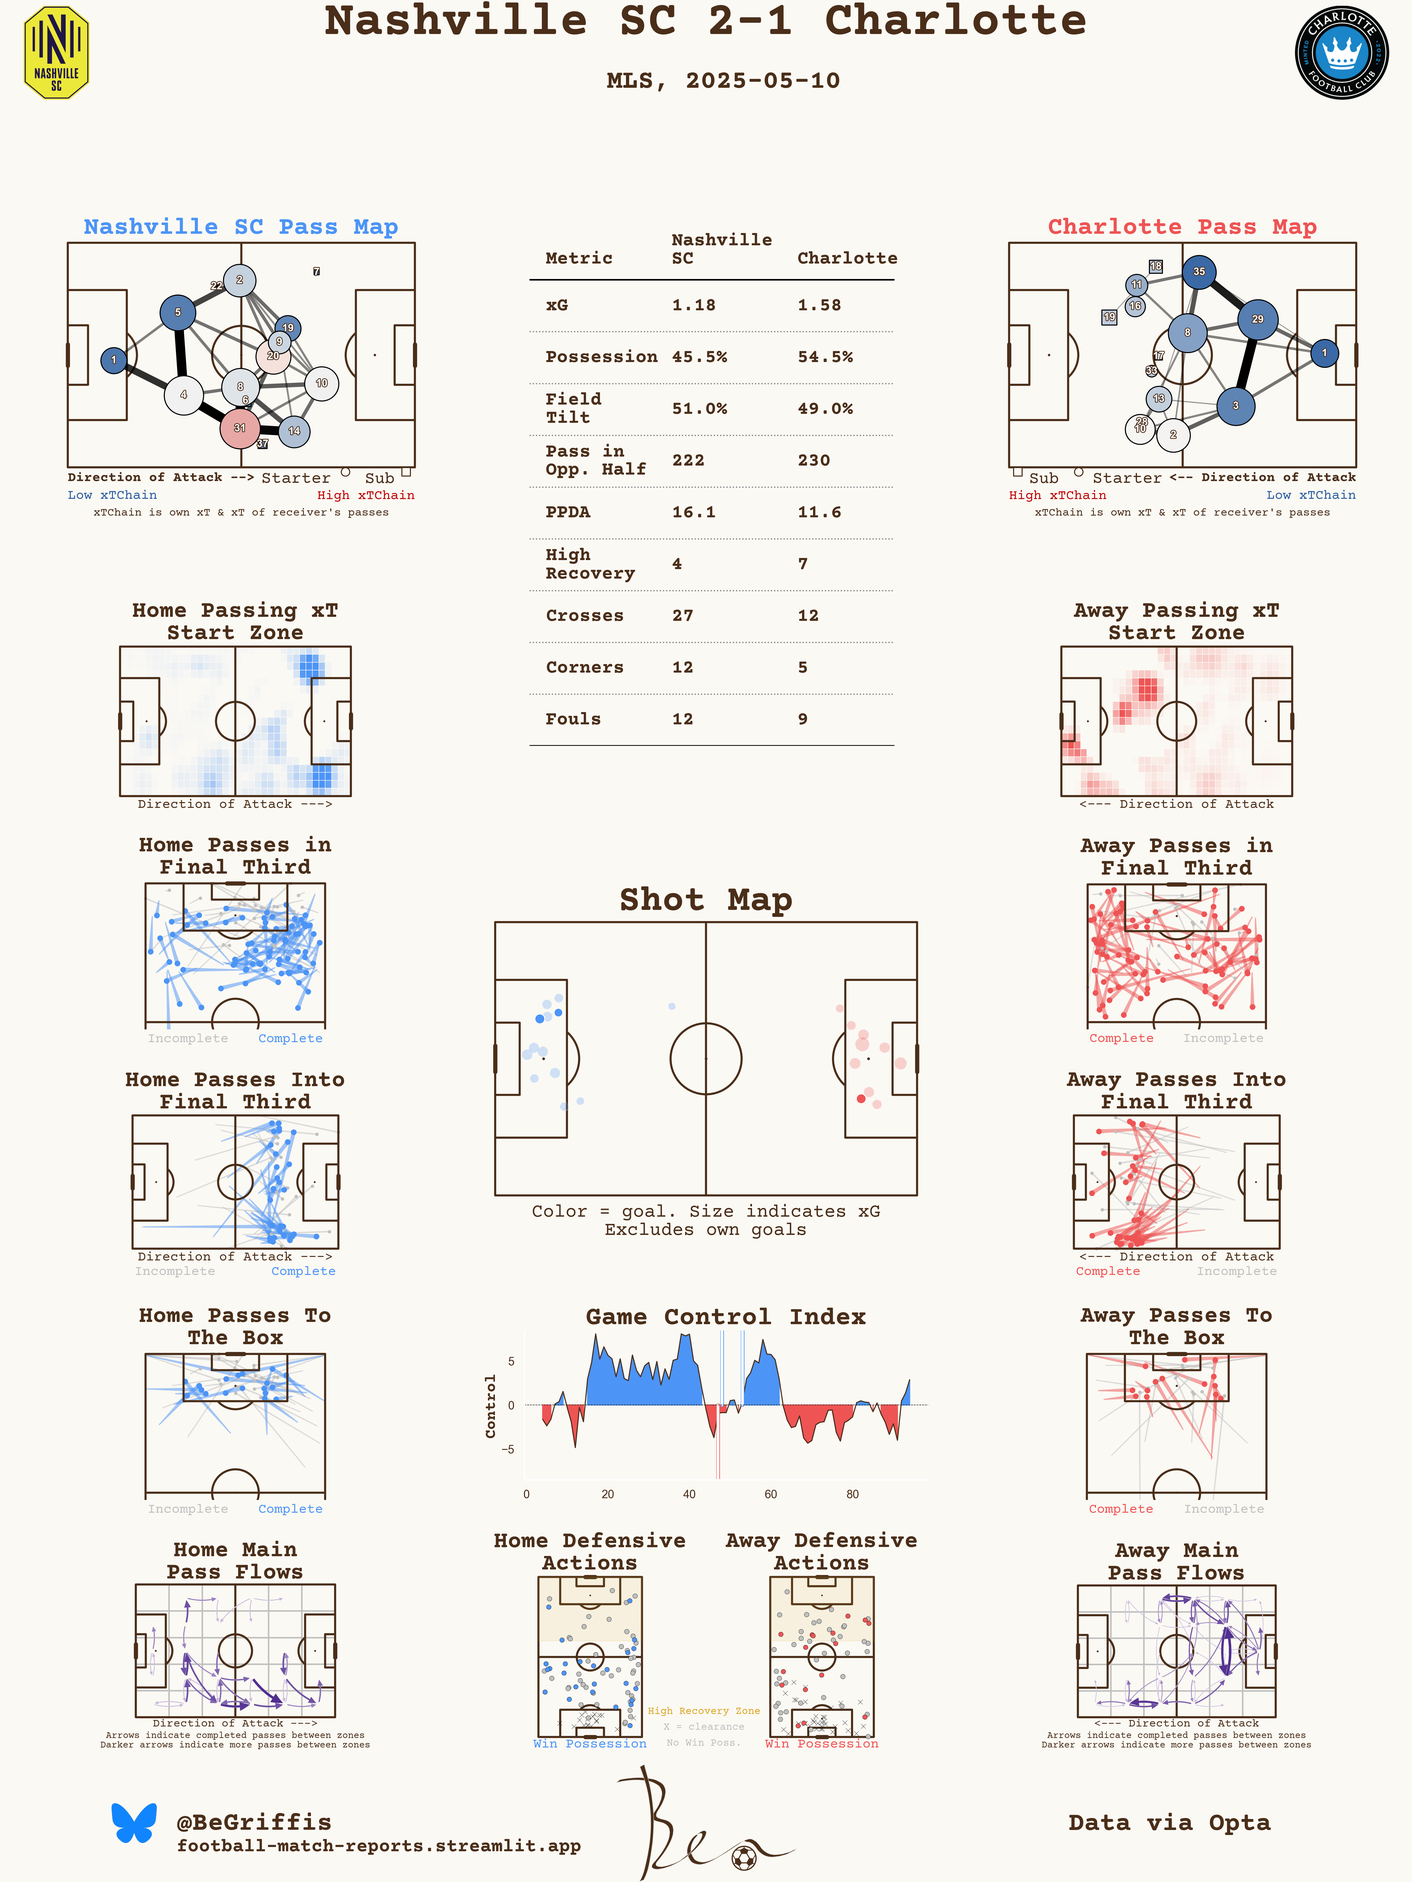 Nashville SC 2-1 Charlotte
MLS, 2025-05-10
NASHVILLE
SC
CHARLOTTE
MINTED
·2022·
FOOTBALL CLUB
Nashville SC Pass Map
7
22
2
5
19
9
20
1
10
8
4
6
31
14
37
Direction of Attack --> Starter Sub
Low xTChain High xTChain
xTChain is own xT & xT of receiver's passes
Metric Nashville SC Charlotte
xG 1.18 1.58
Possession 45.5% 54.5%
Field Tilt 51.0% 49.0%
Pass in Opp. Half 222 230
PPDA 16.1 11.6
High Recovery 4 7
Crosses 27 12
Corners 12 5
Fouls 12 9
Charlotte Pass Map
18
35
11
16
19
29
8
17
1
33
13
3
28
10
2
Sub Starter <-- Direction of Attack
High xTChain Low xTChain
xTChain is own xT & xT of receiver's passes
Home Passing xT
Start Zone
Direction of Attack --->
Away Passing xT
Start Zone
<--- Direction of Attack
Home Passes in
Final Third
Incomplete Complete
Away Passes in
Final Third
Complete Incomplete
Shot Map
Color = goal. Size indicates xG
Excludes own goals
Home Passes Into
Final Third
Direction of Attack --->
Incomplete Complete
Away Passes Into
Final Third
<--- Direction of Attack
Complete Incomplete
Home Passes To
The Box
Incomplete Complete
Game Control Index
Control
5
0
−5
0 20 40 60 80
Away Passes To
The Box
Complete Incomplete
Home Main
Pass Flows
Direction of Attack --->
Arrows indicate completed passes between zones
Darker arrows indicate more passes between zones
Home Defensive
Actions
Win Possession
High Recovery Zone
X = clearance
No Win Poss.
Away Defensive
Actions
Win Possession
Away Main
Pass Flows
<--- Direction of Attack
Arrows indicate completed passes between zones
Darker arrows indicate more passes between zones
@BeGriffis
football-match-reports.streamlit.app
Ben
Data via Opta